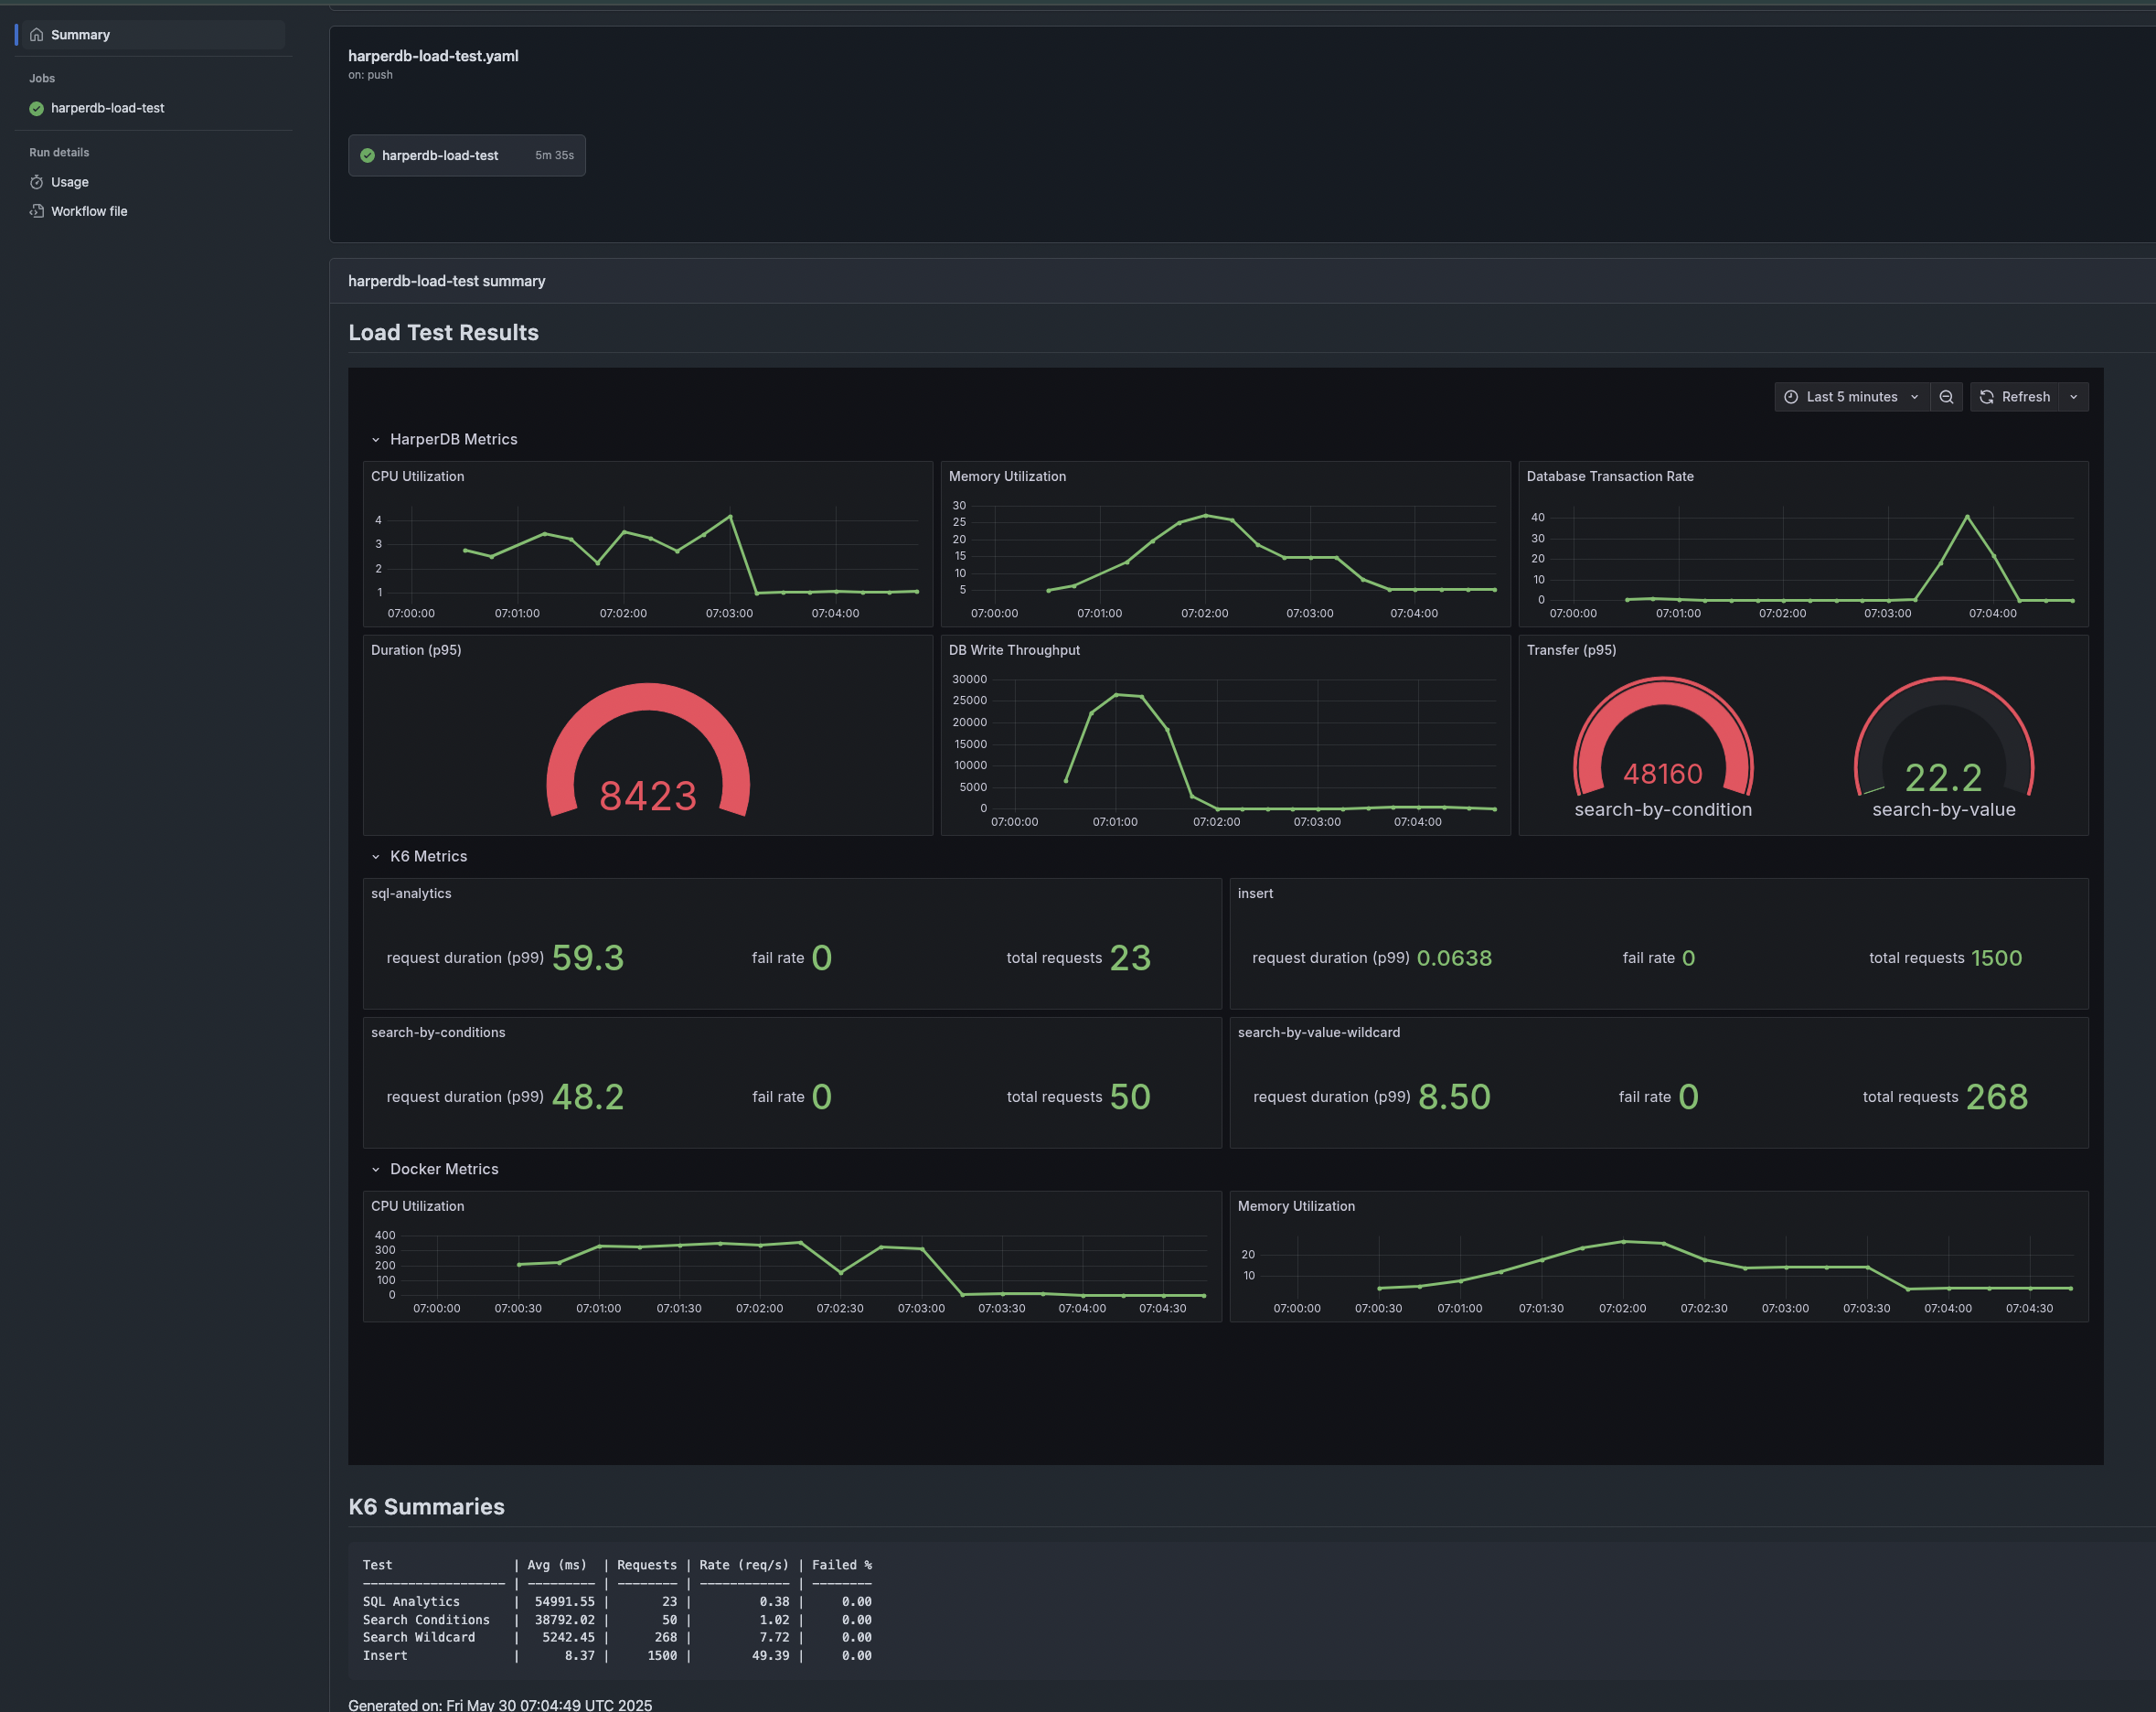 Summary
Jobs
harperdb-load-test
Run details
Usage
Workflow file
harperdb-load-test.yaml
on: push
harperdb-load-test 5m 35s
harperdb-load-test summary
Load Test Results
Last 5 minutes Refresh
HarperDB Metrics
CPU Utilization
4
3
2
1
07:00:00 07:01:00 07:02:00 07:03:00 07:04:00
Memory Utilization
30
25
20
15
10
5
07:00:00 07:01:00 07:02:00 07:03:00 07:04:00
Database Transaction Rate
40
30
20
10
0
07:00:00 07:01:00 07:02:00 07:03:00 07:04:00
Duration (p95)
8423
DB Write Throughput
30000
25000
20000
15000
10000
5000
0
07:00:00 07:01:00 07:02:00 07:03:00 07:04:00
Transfer (p95)
48160 22.2
search-by-condition search-by-value
K6 Metrics
sql-analytics
request duration (p99) 59.3 fail rate 0 total requests 23
insert
request duration (p99) 0.0638 fail rate 0 total requests 1500
search-by-conditions
request duration (p99) 48.2 fail rate 0 total requests 50
search-by-value-wildcard
request duration (p99) 8.50 fail rate 0 total requests 268
Docker Metrics
CPU Utilization
400
300
200
100
0
07:00:00 07:00:30 07:01:00 07:01:30 07:02:00 07:02:30 07:03:00 07:03:30 07:04:00 07:04:30
Memory Utilization
20
10
07:00:00 07:00:30 07:01:00 07:01:30 07:02:00 07:02:30 07:03:00 07:03:30 07:04:00 07:04:30
K6 Summaries
Test | Avg (ms) | Requests | Rate (req/s) | Failed %
------------------- | --------- | -------- | ------------ | --------
SQL Analytics | 54991.55 | 23 | 0.38 | 0.00
Search Conditions | 38792.02 | 50 | 1.02 | 0.00
Search Wildcard | 5242.45 | 268 | 7.72 | 0.00
Insert | 8.37 | 1500 | 49.39 | 0.00
Generated on: Fri May 30 07:04:49 UTC 2025